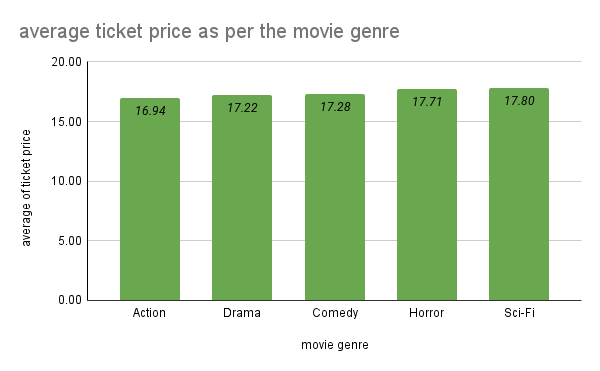 average ticket price as per the movie genre
average of ticket price
20.00
15.00
10.00
5.00
0.00
16.94
17.22
17.28
17.71
17.80
Action
Drama
Comedy
Horror
Sci-Fi
movie genre